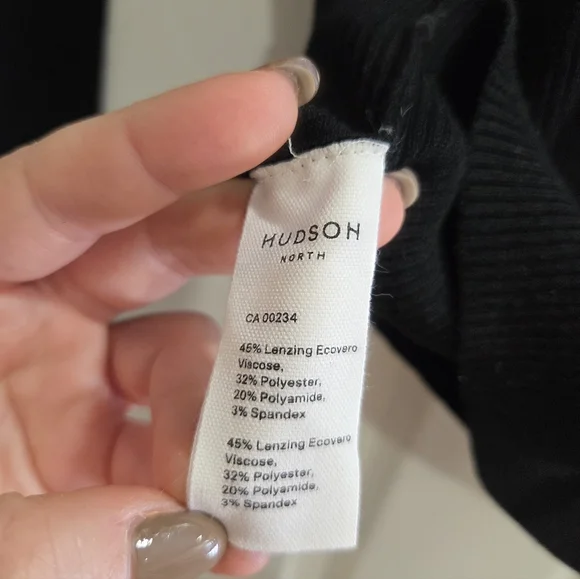 HUDSON
NORTH
CA 00234
45% Lenzing Ecovero
Viscose,
32% Polyester,
20% Polyamide,
3% Spandex
45% Lenzing Ecovero
Viscose,
32% Polyester,
20% Polyamide,
3% Spandex